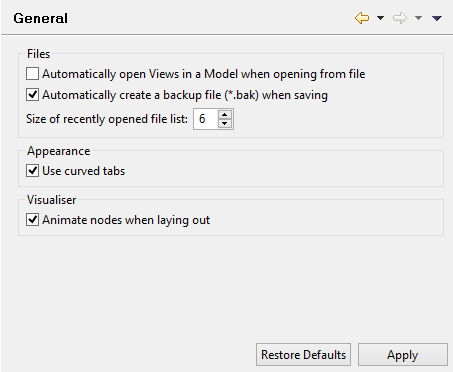 General
Files
Automatically open Views in a Model when opening from file
Automatically create a backup file (*.bak) when saving
Size of recently opened file list: 6
Appearance
Use curved tabs
Visualiser
Animate nodes when laying out
Restore Defaults Apply